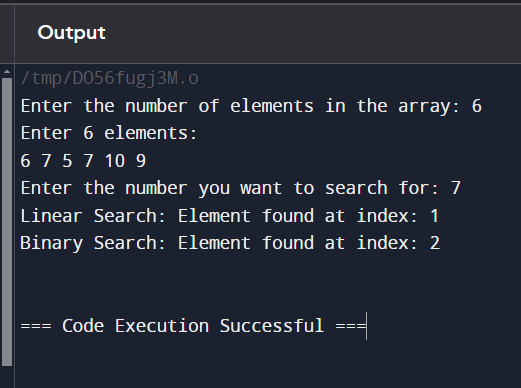 Output
/tmp/DO56fugj3M.o
Enter the number of elements in the array: 6
Enter 6 elements:
6 7 5 7 10 9
Enter the number you want to search for: 7
Linear Search: Element found at index: 1
Binary Search: Element found at index: 2
=== Code Execution Successful ===